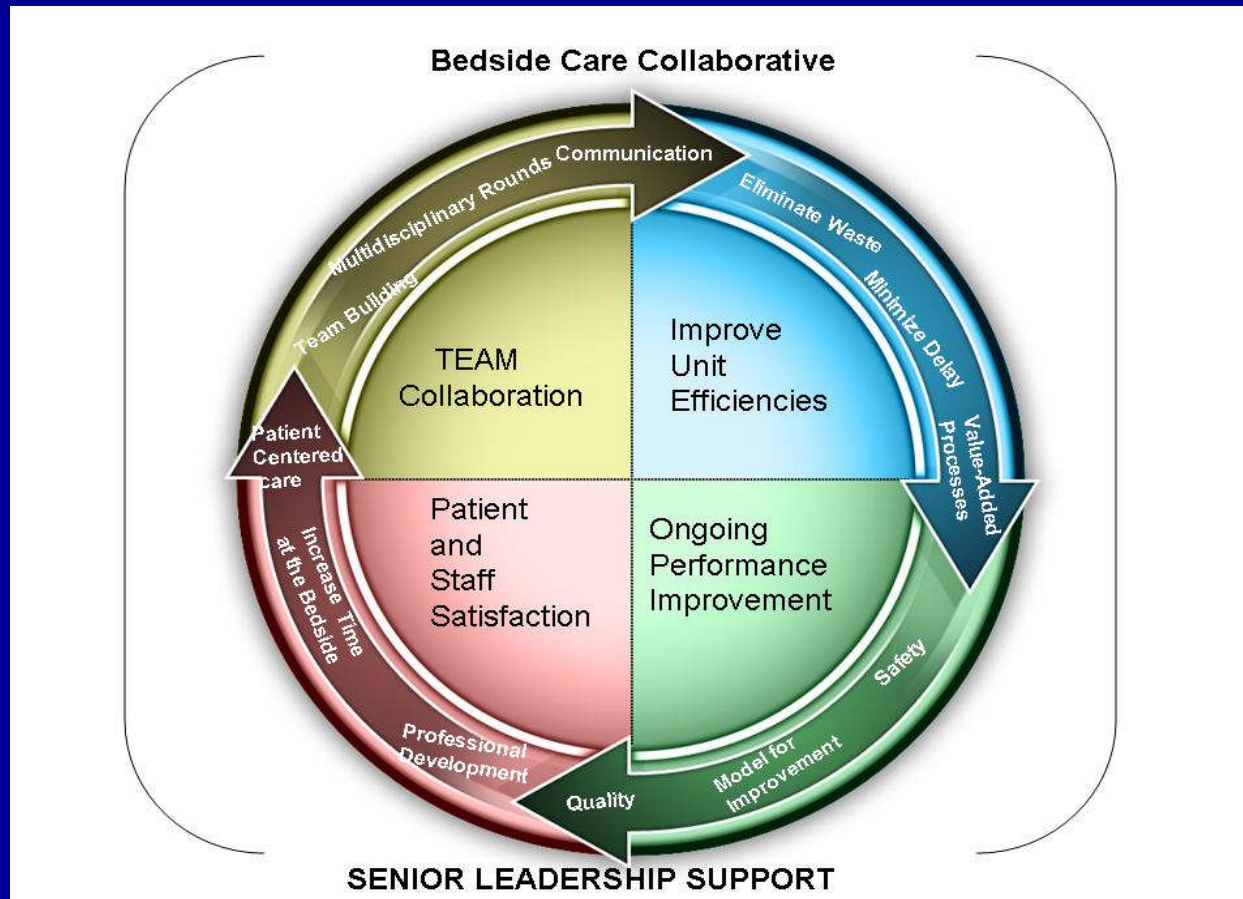 Bedside Care Collaborative
Team Building
Multidisciplinary Rounds
Communication
Eliminate Waste
Minimize Delay
Value-Added
Processes
TEAM
Collaboration
Improve
Unit
Efficiencies
Patient
Centered
Care
Increase Time
at the Bedside
Professional
Development
Patient
and
Staff
Satisfaction
Ongoing
Performance
Improvement
Safety
Model for
Improvement
Quality
SENIOR LEADERSHIP SUPPORT